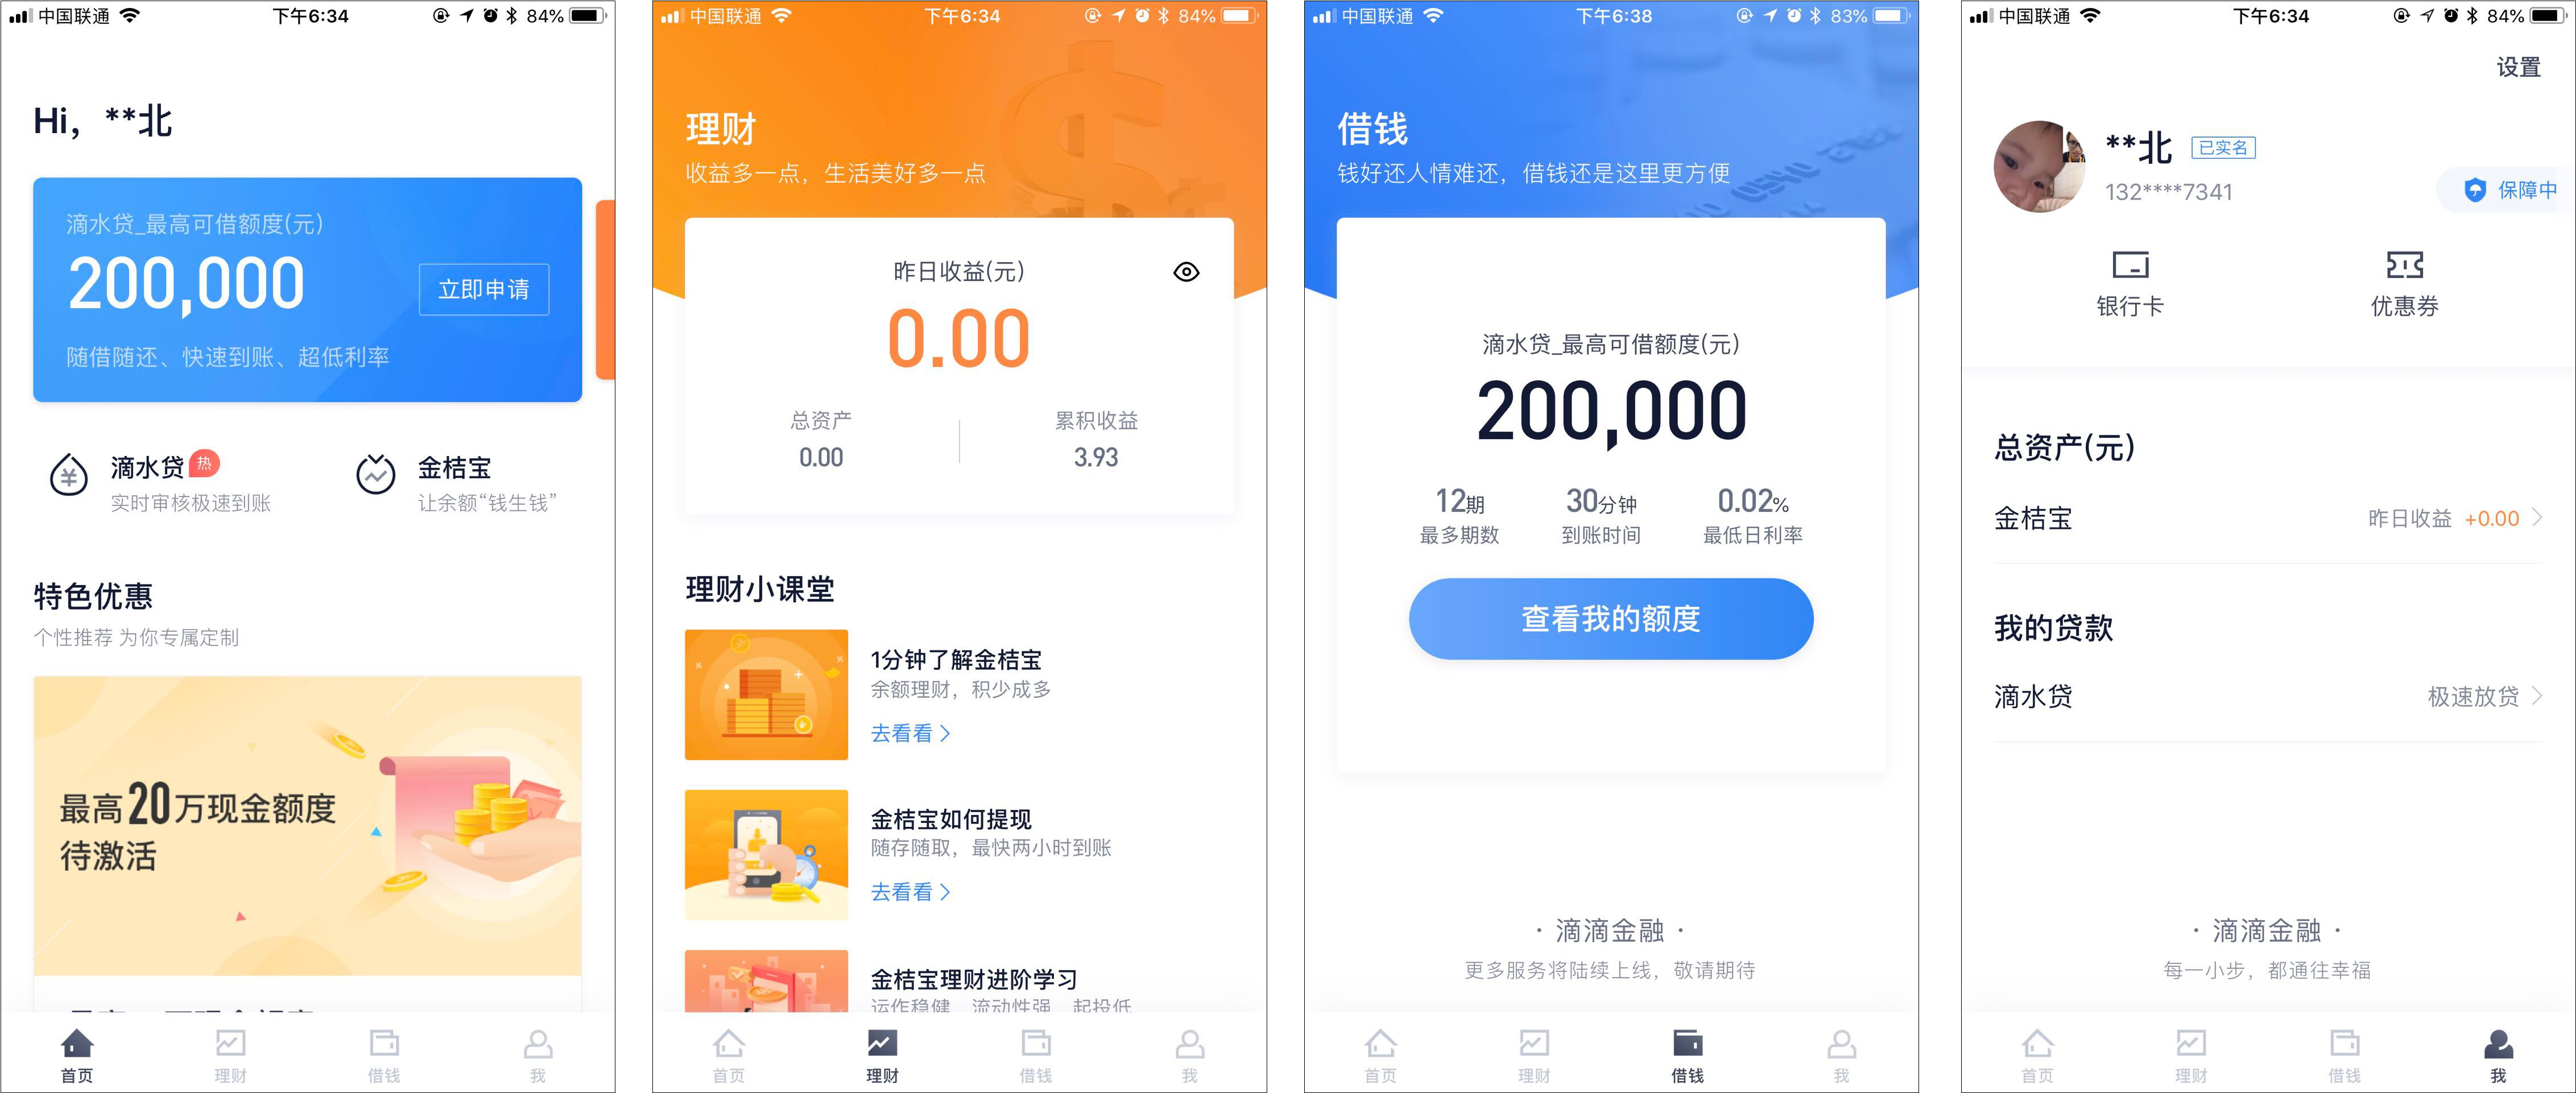 中国联通
下午6:34
84%
Hi，**北
滴水贷_最高可借额度(元)
200,000
立即申请
随借随还、快速到账、超低利率
滴水贷 热
实时审核极速到账
金桔宝
让余额“钱生钱”
特色优惠
个性推荐 为你专属定制
最高20万现金额度
待激活
首页
理财
借钱
我
中国联通
下午6:34
84%
理财
收益多一点，生活美好多一点
昨日收益(元)
0.00
总资产
0.00
累积收益
3.93
理财小课堂
1分钟了解金桔宝
余额理财，积少成多
去看看
金桔宝如何提现
随存随取，最快两小时到账
去看看
金桔宝理财进阶学习
运作稳健 流动性强 起投低
首页
理财
借钱
我
中国联通
下午6:38
83%
借钱
钱好还人情难还，借钱还是这里更方便
滴水贷_最高可借额度(元)
200,000
12期
最多期数
30分钟
到账时间
0.02%
最低日利率
查看我的额度
· 滴滴金融 ·
更多服务将陆续上线，敬请期待
首页
理财
借钱
我
中国联通
下午6:34
84%
设置
**北
已实名
132****7341
保障中
银行卡
优惠券
总资产(元)
金桔宝
昨日收益 +0.00
我的贷款
滴水贷
极速放贷
· 滴滴金融 ·
每一小步，都通往幸福
首页
理财
借钱
我